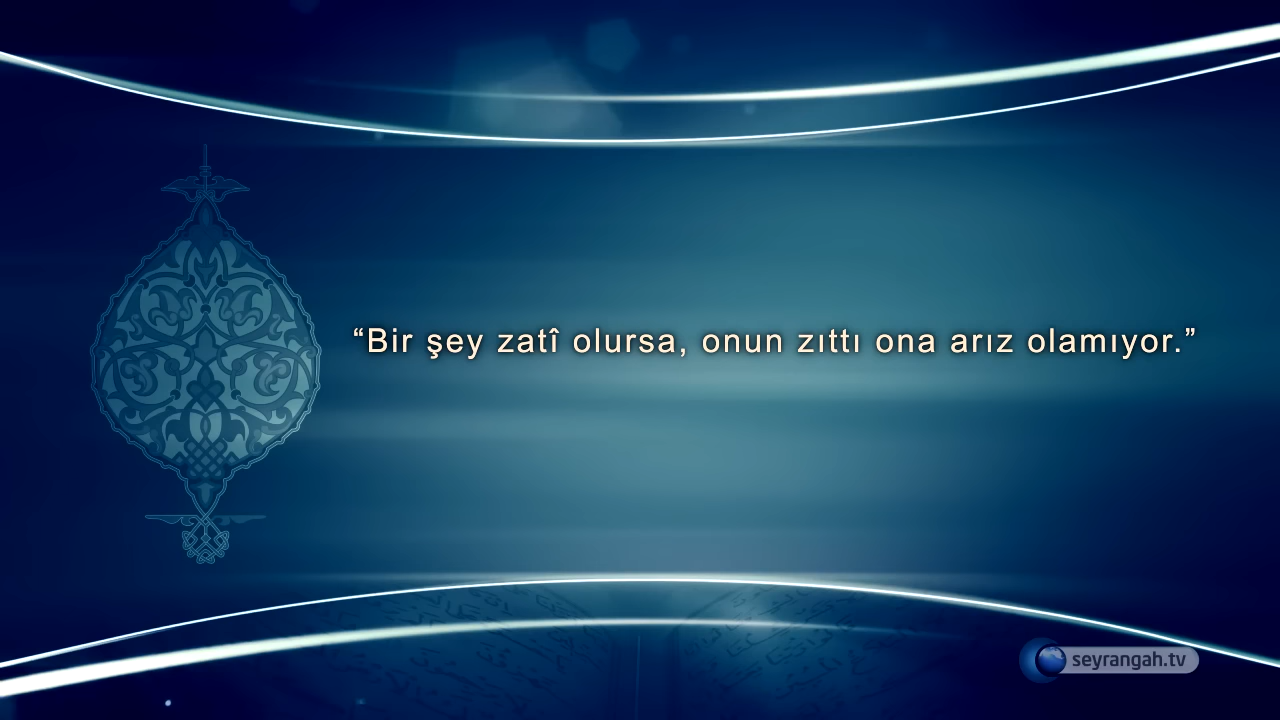 “Bir şey zatî olursa, onun zıttı ona arız olamıyor.”
seyrangah.tv